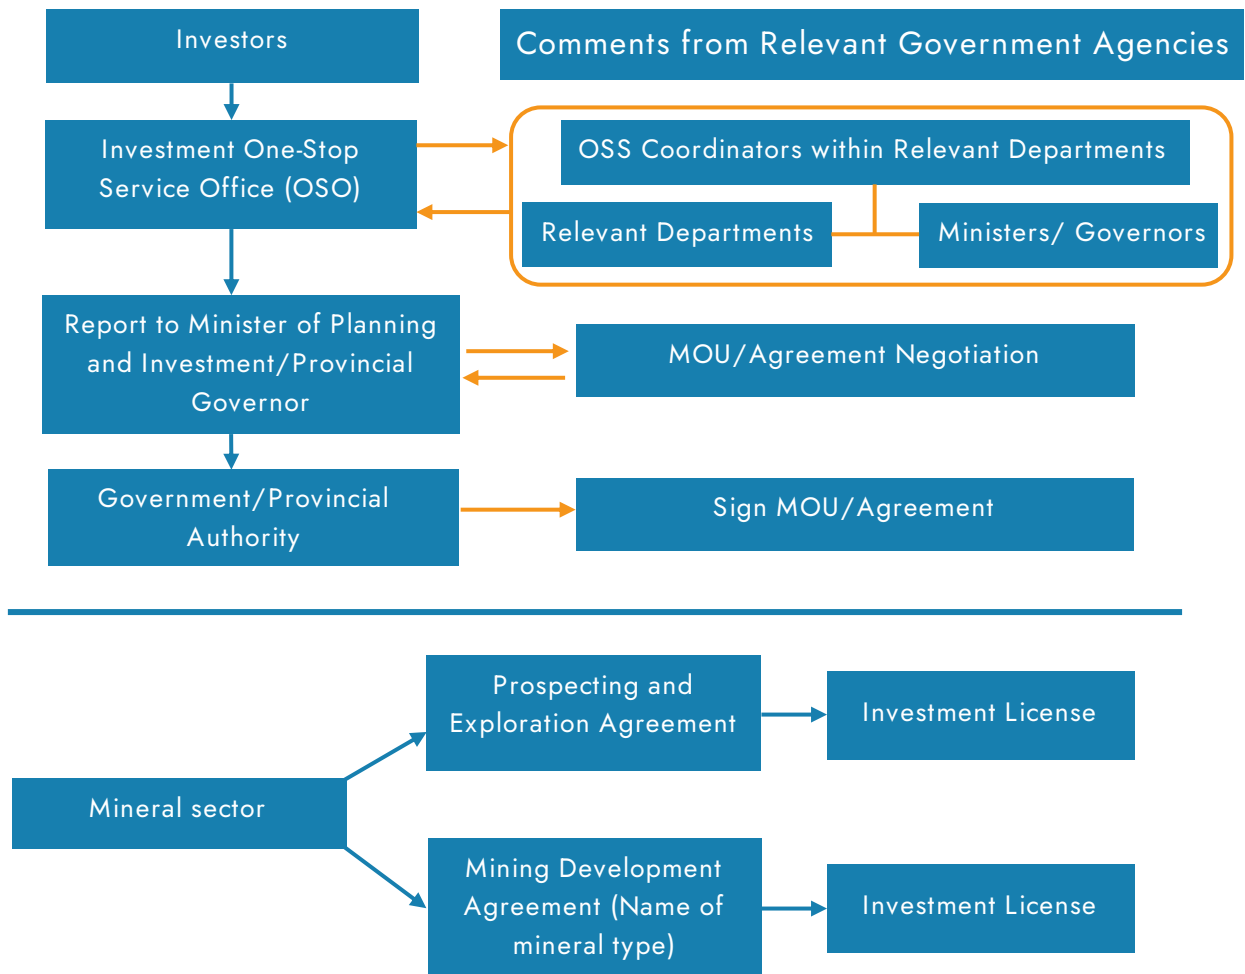 Investors
Comments from Relevant Government Agencies
Investment One-Stop
Service Office (OSO)
OSS Coordinators within Relevant Departments
Relevant Departments
Ministers/ Governors
Report to Minister of Planning
and Investment/Provincial
Governor
MOU/Agreement Negotiation
Government/Provincial
Authority
Sign MOU/Agreement
Mineral sector
Prospecting and
Exploration Agreement
Investment License
Mining Development
Agreement (Name of
mineral type)
Investment License